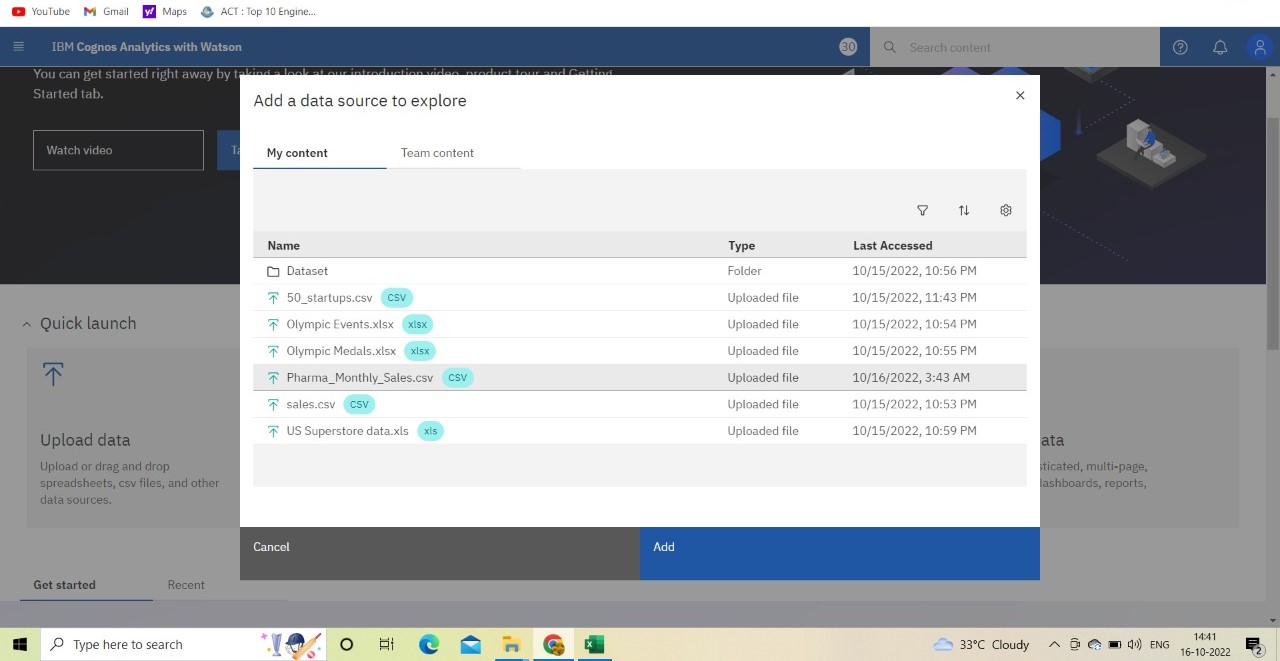 YouTube Gmail Maps ACT : Top 10 Engine...
IBM Cognos Analytics with Watson 30 Search content
You can get started right away by taking a look at our introduction video, product tour and Getting
Started tab.
Watch video Ta
Add a data source to explore
My content Team content
Name Type Last Accessed
Dataset Folder 10/15/2022, 10:56 PM
50_startups.csv CSV Uploaded file 10/15/2022, 11:43 PM
Olympic Events.xlsx xlsx Uploaded file 10/15/2022, 10:54 PM
Olympic Medals.xlsx xlsx Uploaded file 10/15/2022, 10:55 PM
Pharma_Monthly_Sales.csv CSV Uploaded file 10/16/2022, 3:43 AM
sales.csv CSV Uploaded file 10/15/2022, 10:53 PM
US Superstore data.xls xls Uploaded file 10/15/2022, 10:59 PM
Cancel Add
Quick launch
Upload data
Upload or drag and drop
spreadsheets, csv files, and other
data sources.
ata
sticated, multi-page,
dashboards, reports,
Get started Recent
Type here to search 33°C Cloudy ENG 14:41
16-10-2022 2